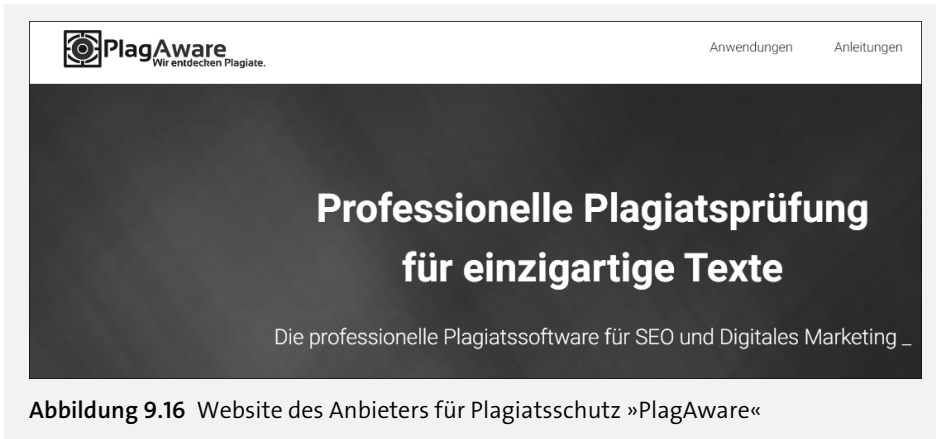 PlagAware
Wir entdecken Plagiate.
Anwendungen Anleitungen
Professionelle Plagiatsprüfung
für einzigartige Texte
Die professionelle Plagiatssoftware für SEO und Digitales Marketing _
Abbildung 9.16 Website des Anbieters für Plagiatsschutz »PlagAware«